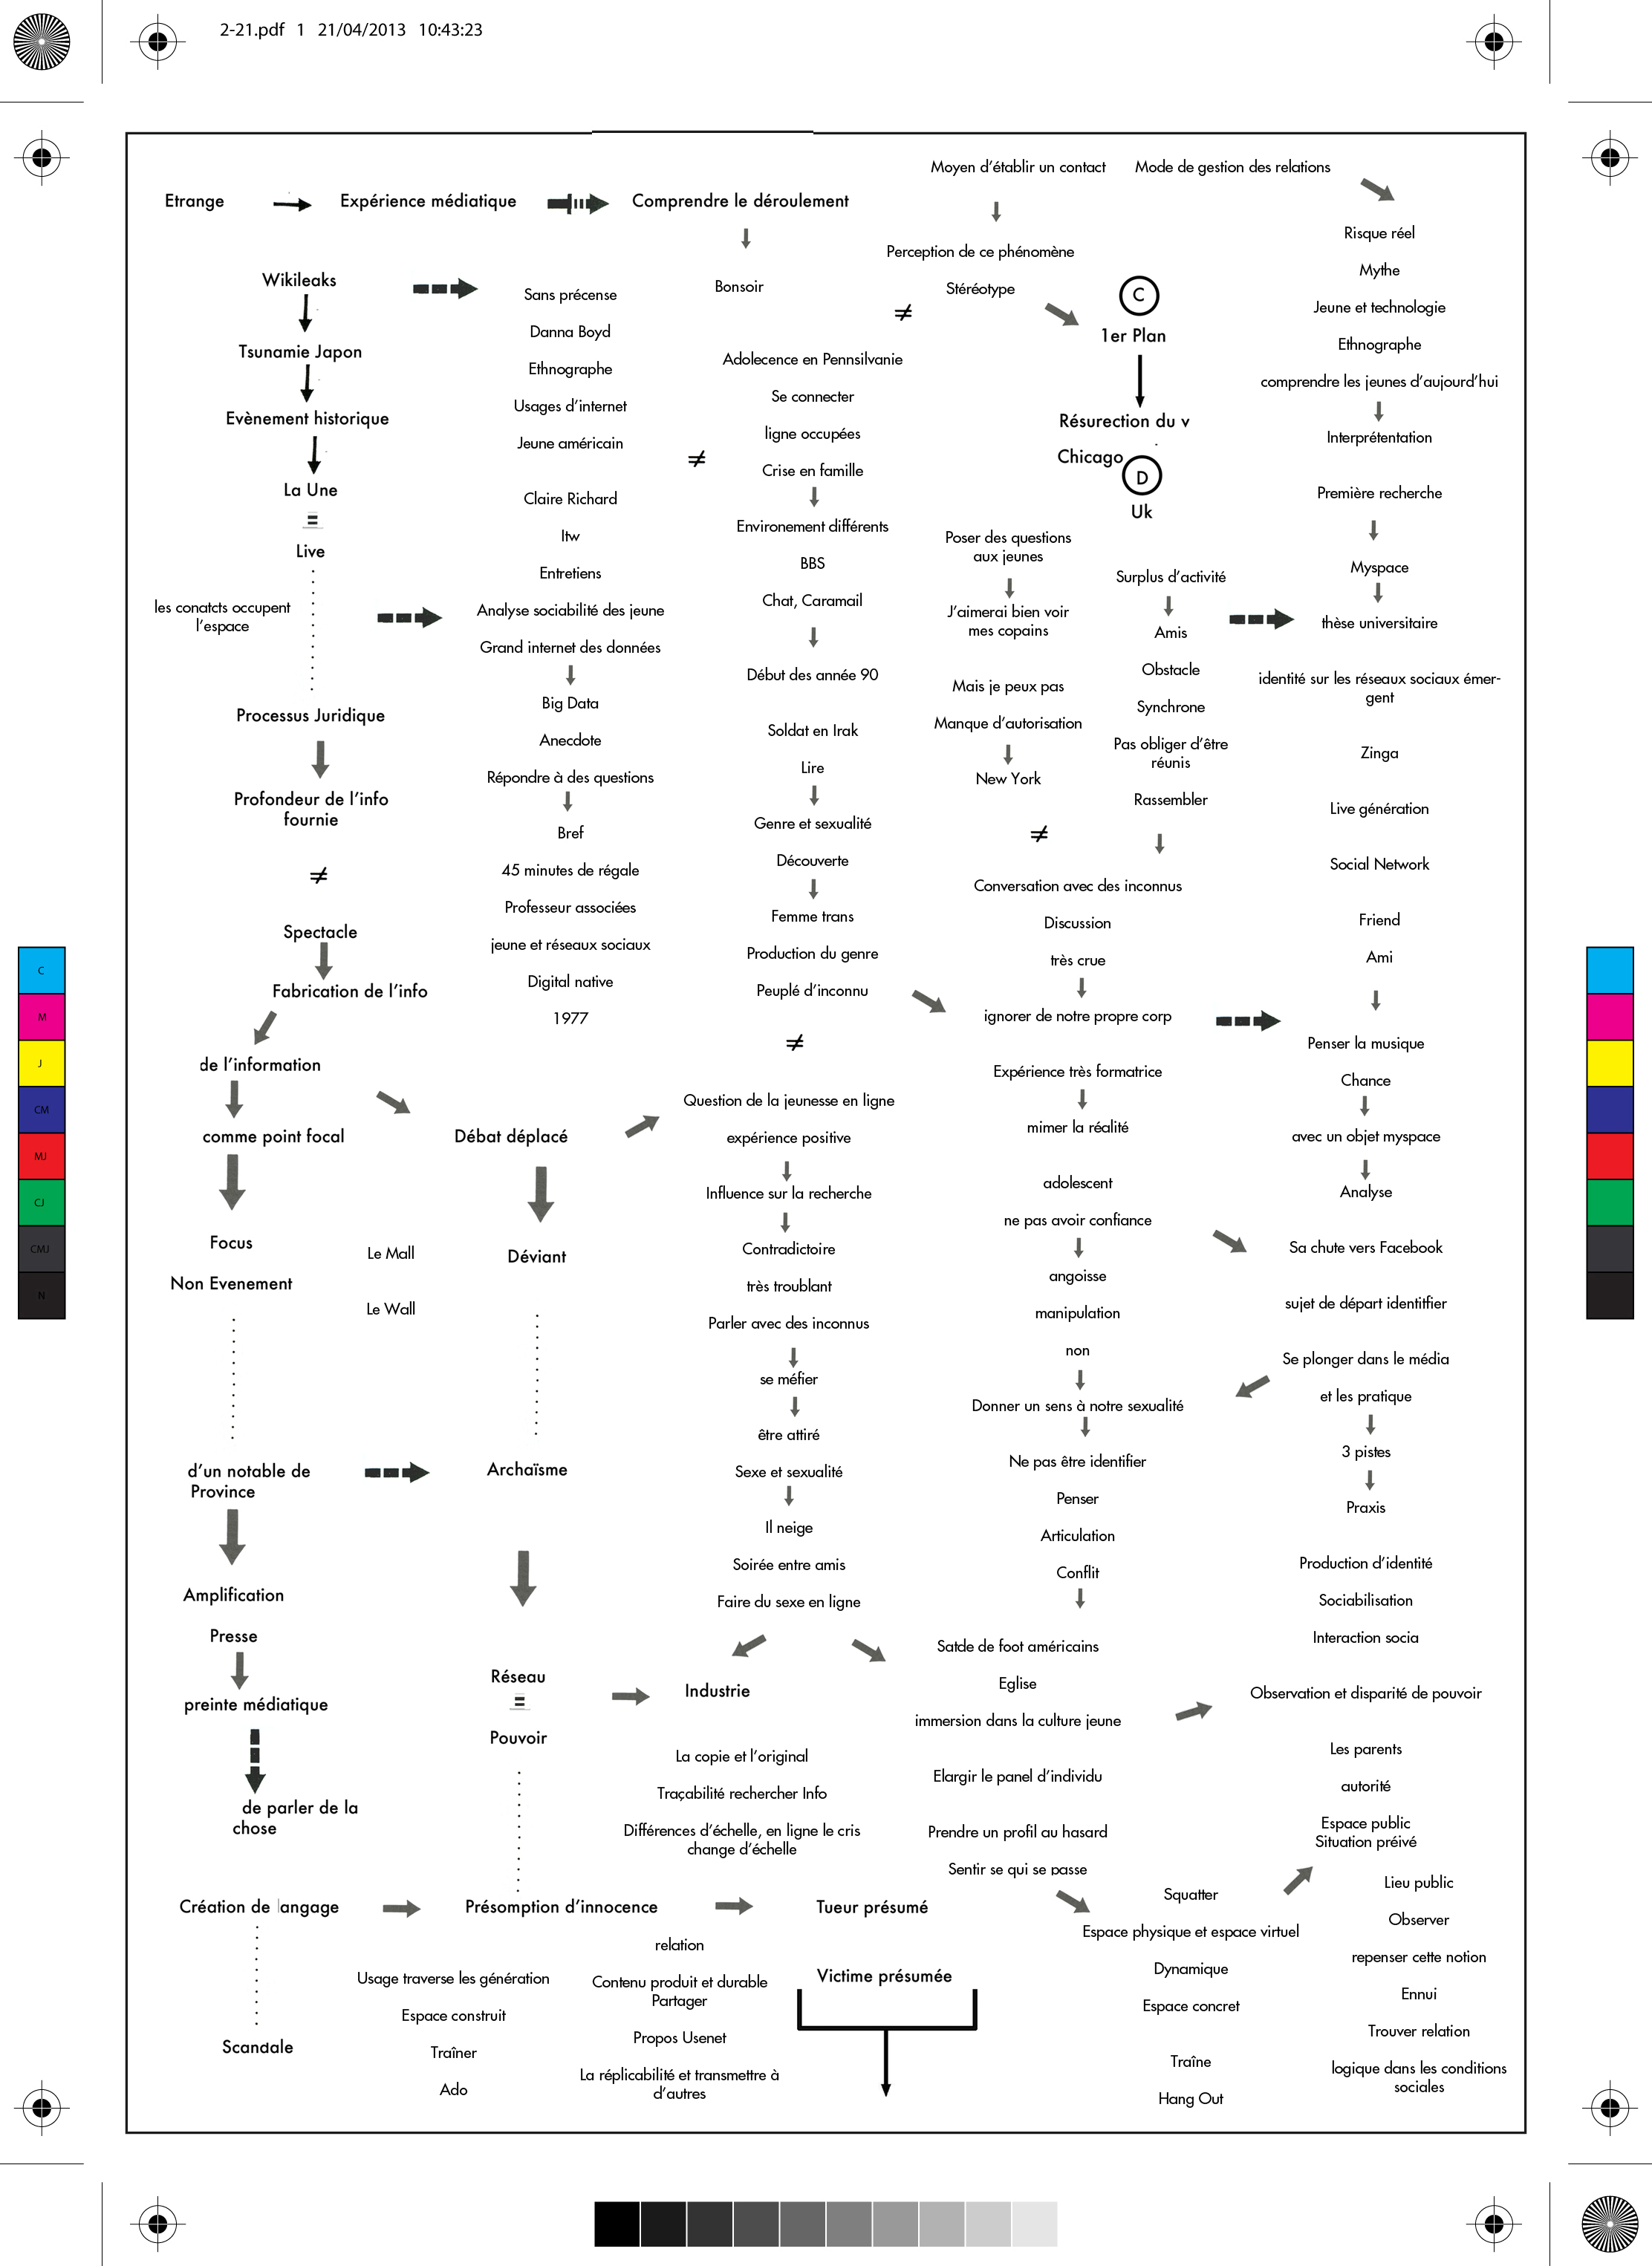 2-21.pdf 1 21/04/2013 10:43:23
Etrange
Expérience médiatique
Comprendre le déroulement
Wikileaks
Tsunamie Japon
Evènement historique
La Une
=
Live
les conatcts occupent
l'espace
Processus Juridique
Profondeur de l'info
fournie
≠
Spectacle
Fabrication de l'info
de l'information
comme point focal
Focus
Non Evenement
d'un notable de
Province
Amplification
Presse
preinte médiatique
de parler de la
chose
Création de langage
Scandale
Sans précense
Danna Boyd
Ethnographe
Usages d'internet
Jeune américain
Claire Richard
Itw
Entretiens
Analyse sociabilité des jeune
Grand internet des données
Big Data
Anecdote
Répondre à des questions
Bref
45 minutes de régale
Professeur associées
jeune et réseaux sociaux
Digital native
1977
Débat déplacé
Le Mall
Le Wall
Déviant
Archaïsme
Réseau
=
Pouvoir
Présomption d'innocence
Usage traverse les génération
Espace construit
Traîner
Ado
Bonsoir
≠
Adolecence en Pennsilvanie
Se connecter
ligne occupées
≠
Crise en famille
Environement différents
BBS
Chat, Caramail
Début des année 90
Soldat en Irak
Lire
Genre et sexualité
Découverte
Femme trans
Production du genre
Peuplé d'inconnu
≠
Question de la jeunesse en ligne
expérience positive
Influence sur la recherche
Contradictoire
très troublant
Parler avec des inconnus
se méfier
être attiré
Sexe et sexualité
Il neige
Soirée entre amis
Faire du sexe en ligne
Industrie
La copie et l'original
Traçabilité rechercher Info
Différences d'échelle, en ligne le cris
change d'échelle
Tueur présumé
Victime présumée
relation
Contenu produit et durable
Partager
Propos Usenet
La réplicabilité et transmettre à
d'autres
Moyen d'établir un contact
Perception de ce phénomène
Stéréotype
C
1er Plan
Résurection du v
Chicago
D
Uk
Poser des questions
aux jeunes
J'aimerai bien voir
mes copains
Mais je peux pas
Manque d'autorisation
New York
≠
Surplus d'activité
Amis
Obstacle
Synchrone
Pas obliger d'être
réunis
Rassembler
Conversation avec des inconnus
Discussion
très crue
ignorer de notre propre corp
Expérience très formatrice
mimer la réalité
adolescent
ne pas avoir confiance
angoisse
manipulation
non
Donner un sens à notre sexualité
Ne pas être identifier
Penser
Articulation
Conflit
Satde de foot américains
Eglise
immersion dans la culture jeune
Elargir le panel d'individu
Prendre un profil au hasard
Sentir se qui se passe
Squatter
Espace physique et espace virtuel
Dynamique
Espace concret
Traîne
Hang Out
Mode de gestion des relations
Risque réel
Mythe
Jeune et technologie
Ethnographe
comprendre les jeunes d'aujourd'hui
Interprétentation
Première recherche
Myspace
thèse universitaire
identité sur les réseaux sociaux émer-
gent
Zinga
Live génération
Social Network
Friend
Ami
Penser la musique
Chance
avec un objet myspace
Analyse
Sa chute vers Facebook
sujet de départ identitfier
Se plonger dans le média
et les pratique
3 pistes
Praxis
Production d'identité
Sociabilisation
Interaction socia
Observation et disparité de pouvoir
Les parents
autorité
Espace public
Situation préivé
Lieu public
Observer
repenser cette notion
Ennui
Trouver relation
logique dans les conditions
sociales
C
M
J
CM
MJ
CJ
CMJ
N